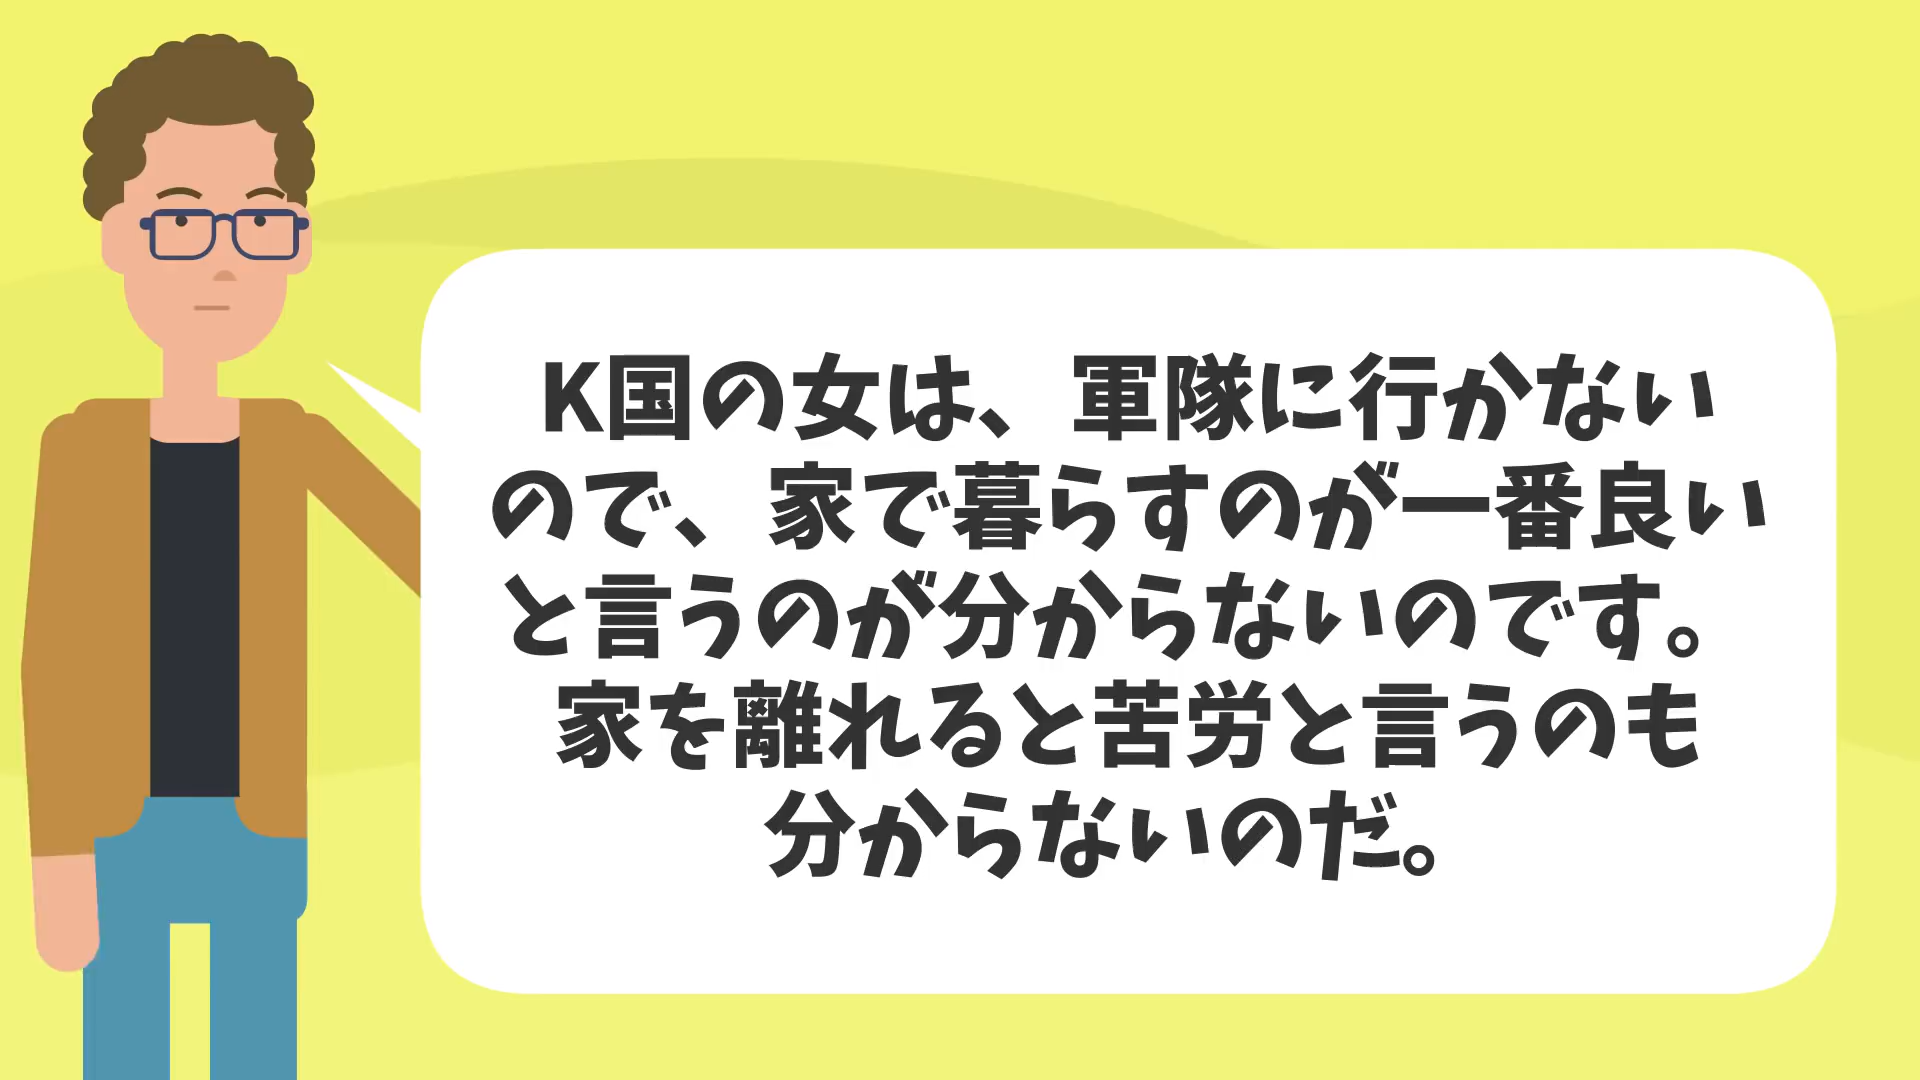 K国の女は、軍隊に行かない
ので、家で暮らすのが一番良い
と言うのが分からないのです。
家を離れると苦労と言うのも
分からないのだ。